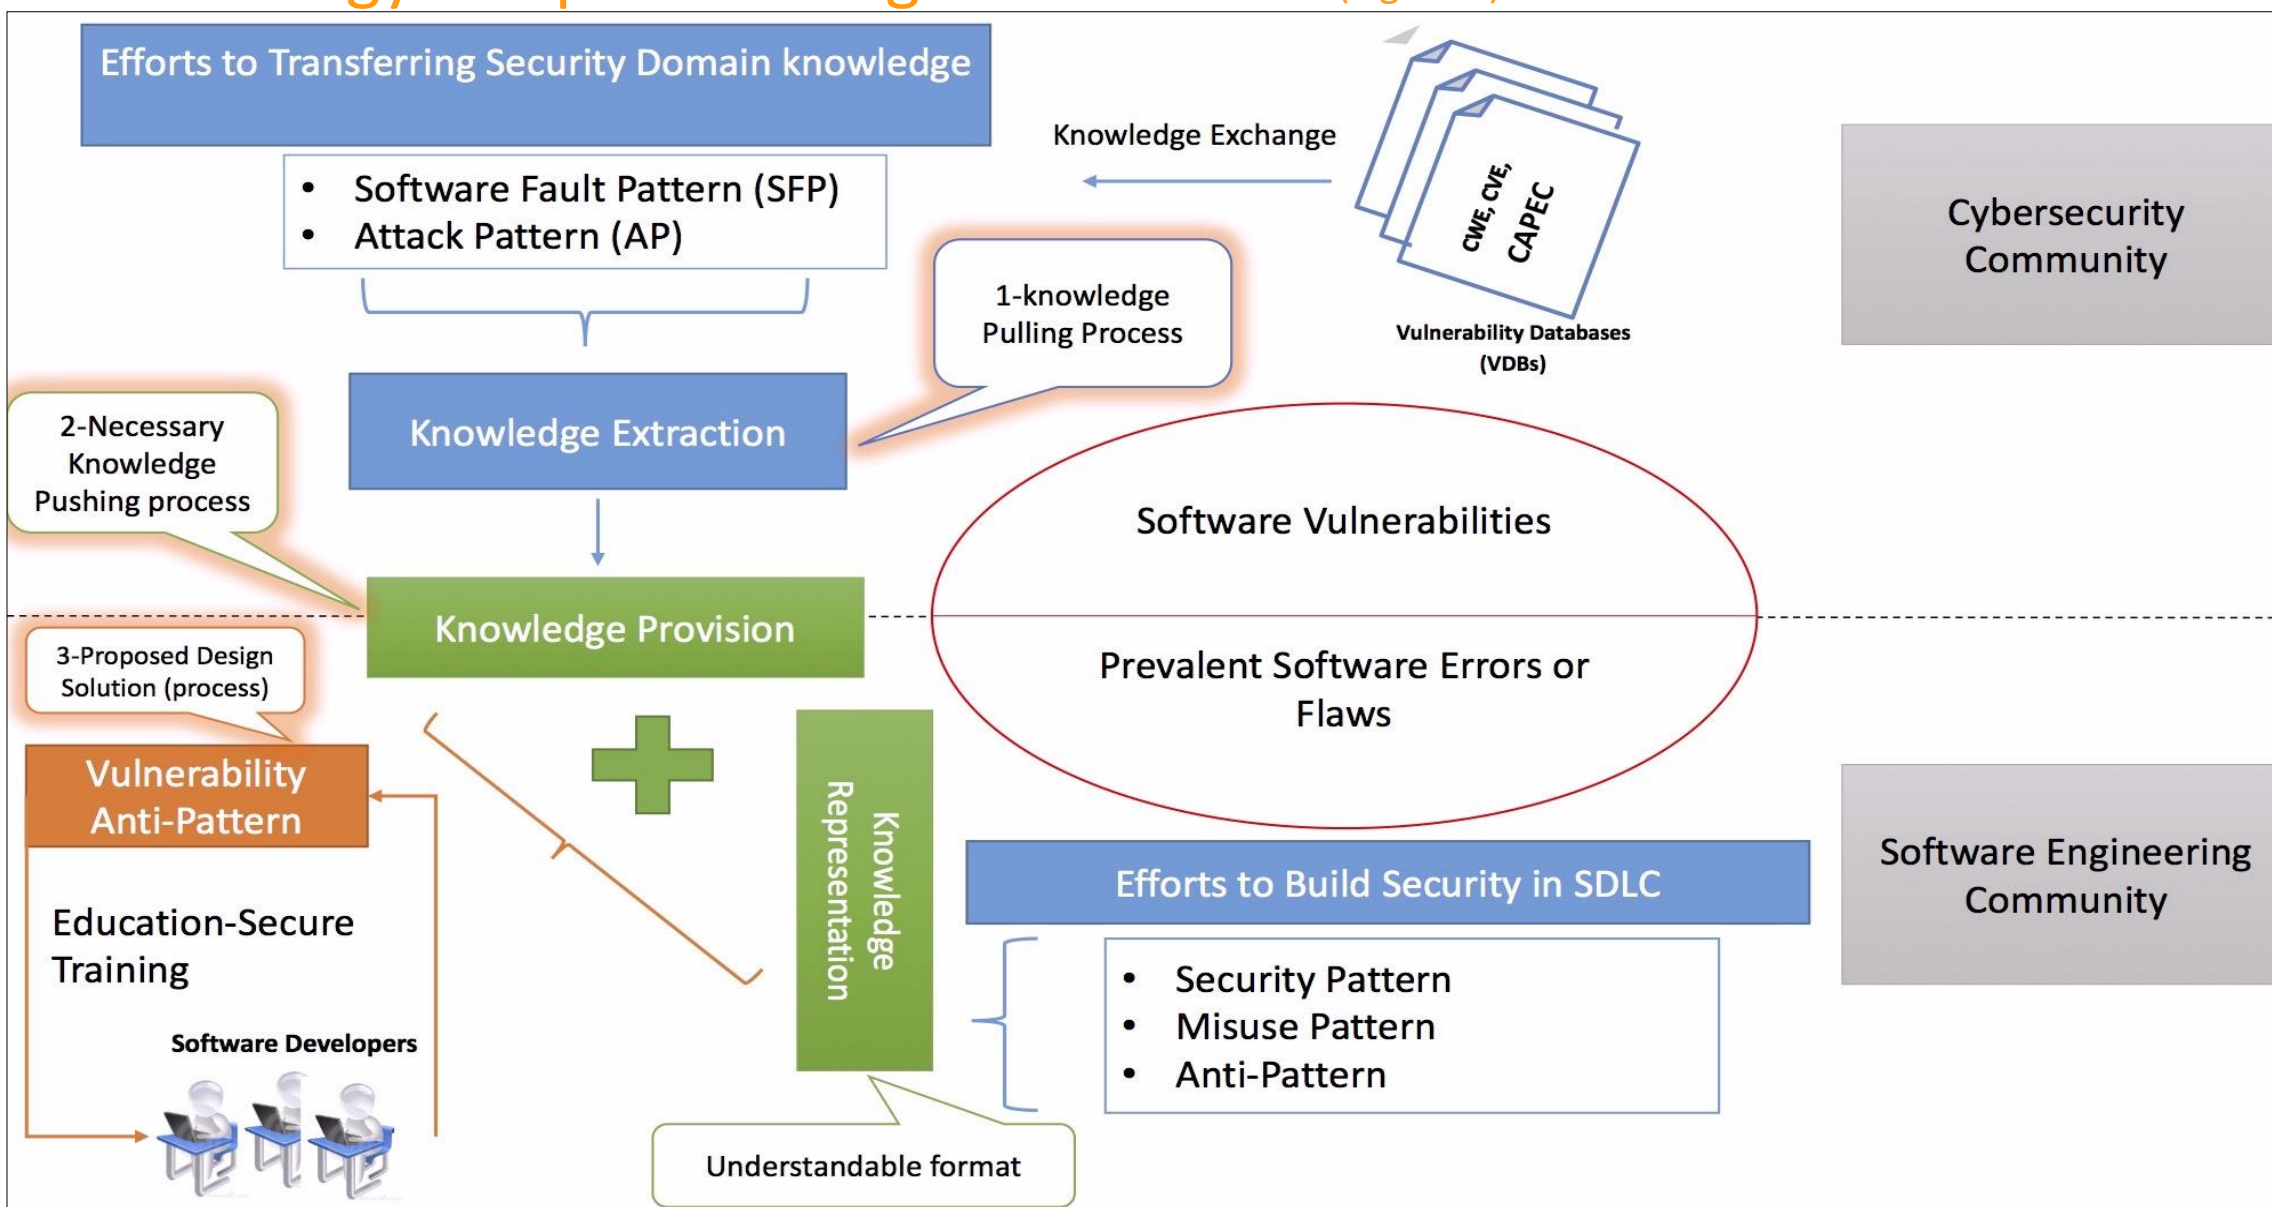 Efforts to Transferring Security Domain knowledge
• Software Fault Pattern (SFP)
• Attack Pattern (AP)
Knowledge Exchange
CWE, CVE,
CAPEC
Vulnerability Databases
(VDBs)
Cybersecurity
Community
1-knowledge
Pulling Process
Knowledge Extraction
2-Necessary
Knowledge
Pushing process
Software Vulnerabilities
Knowledge Provision
Prevalent Software Errors or
Flaws
3-Proposed Design
Solution (process)
Vulnerability
Anti-Pattern
Knowledge
Representation
Software Engineering
Community
Efforts to Build Security in SDLC
• Security Pattern
• Misuse Pattern
• Anti-Pattern
Education-Secure
Training
Software Developers
Understandable format